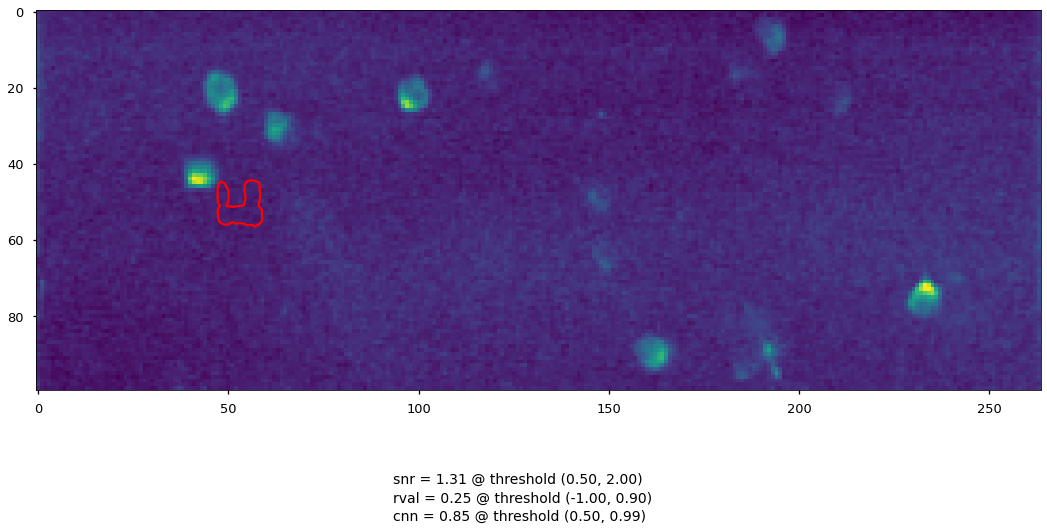 0
20
40
60
80
0 50 100 150 200 250
snr = 1.31 @ threshold (0.50, 2.00)
rval = 0.25 @ threshold (-1.00, 0.90)
cnn = 0.85 @ threshold (0.50, 0.99)